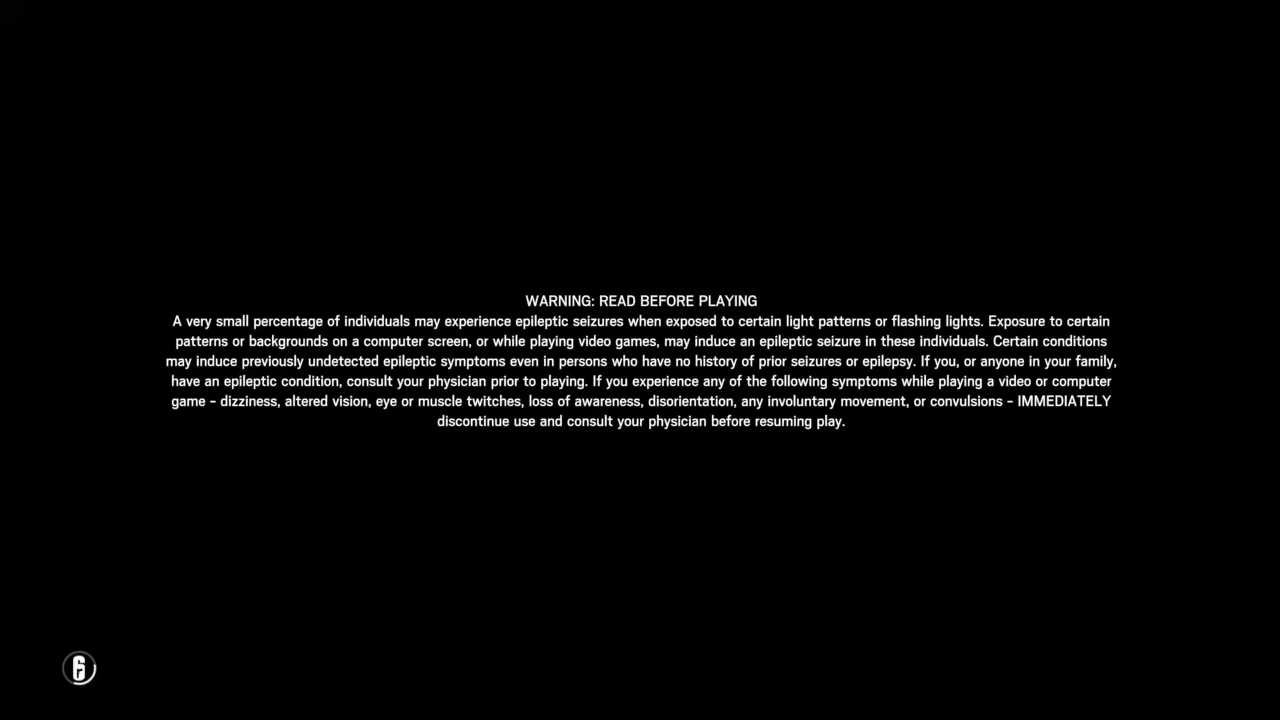 WARNING: READ BEFORE PLAYING
A very small percentage of individuals may experience epileptic seizures when exposed to certain light patterns or flashing lights. Exposure to certain
patterns or backgrounds on a computer screen, or while playing video games, may induce an epileptic seizure in these individuals. Certain conditions
may induce previously undetected epileptic symptoms even in persons who have no history of prior seizures or epilepsy. If you, or anyone in your family,
have an epileptic condition, consult your physician prior to playing. If you experience any of the following symptoms while playing a video or computer
game - dizziness, altered vision, eye or muscle twitches, loss of awareness, disorientation, any involuntary movement, or convulsions - IMMEDIATELY
discontinue use and consult your physician before resuming play.
6